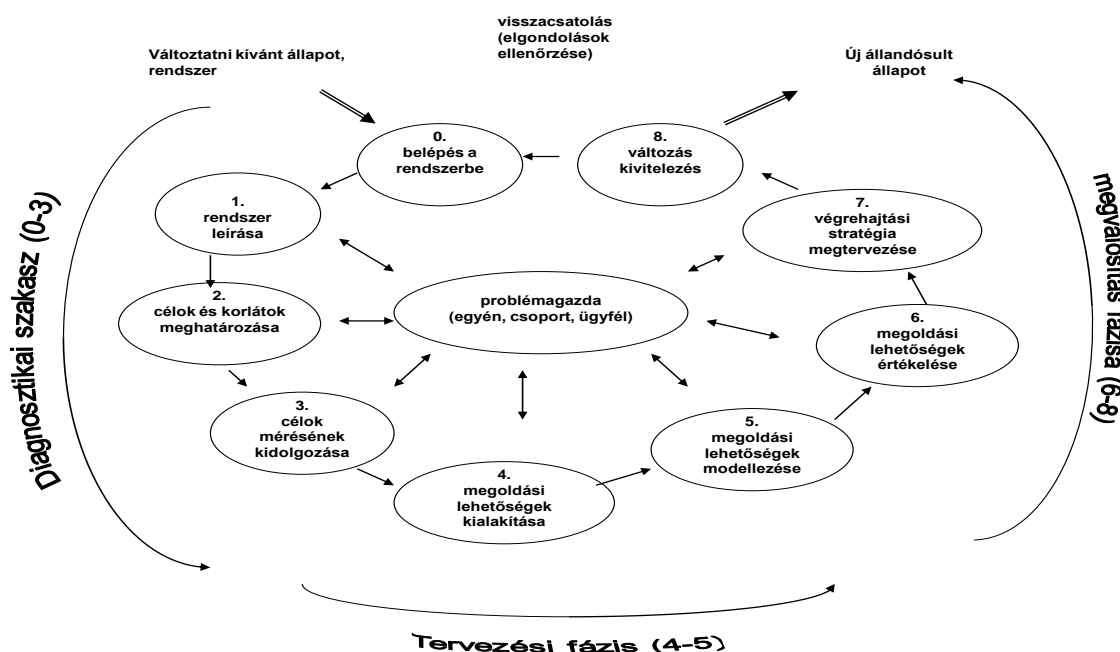 visszacsatolás
(elgondolások
ellenőrzése)
Változtatni kívánt állapot,
rendszer
Új állandósult
állapot
0.
belépés a
rendszerbe
8.
változás
kivitelezés
1.
rendszer
leírása
7.
végrehajtási
stratégia
megtervezése
2.
célok és korlátok
meghatározása
problémagazda
(egyén, csoport, ügyfél)
6.
megoldási
lehetőségek
értékelése
3.
célok
mérésének
kidolgozása
5.
megoldási
lehetőségek
modellezése
4.
megoldási
lehetőségek
kialakítása
Diagnosztikai szakasz (0-3)
megvalósítás fázisa (6-8)
Tervezési fázis (4-5)